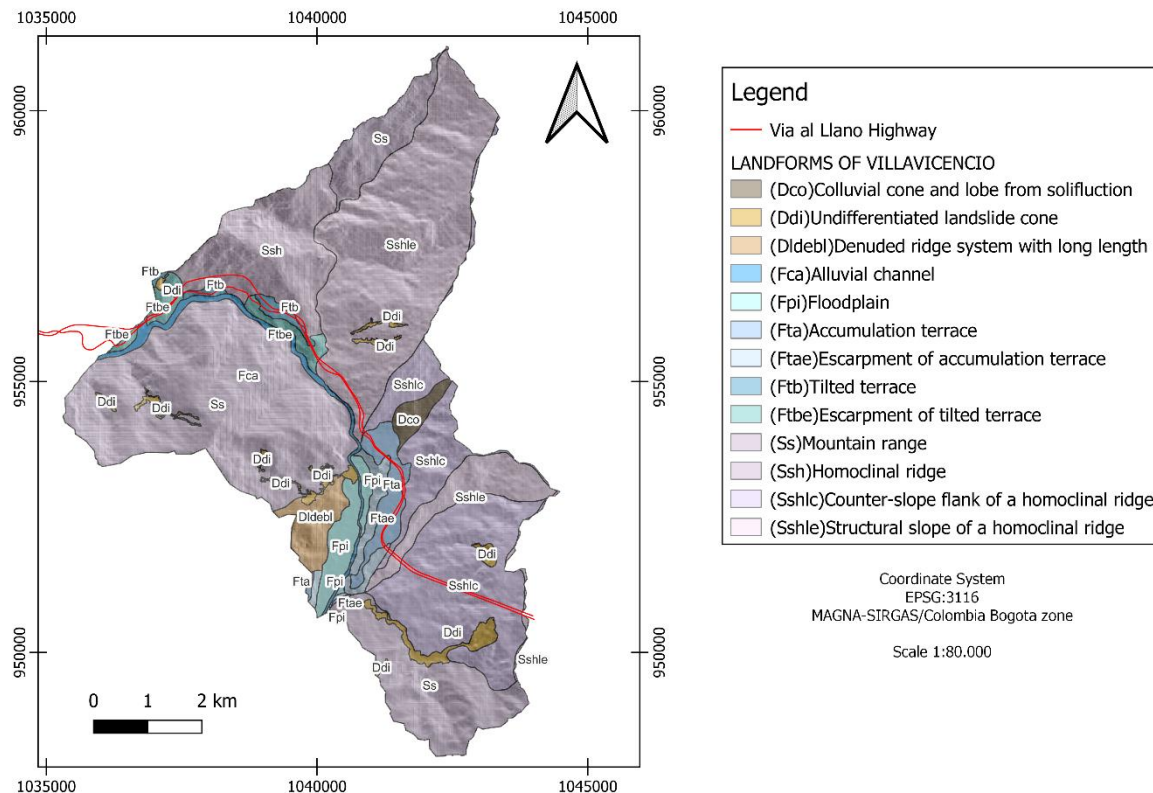 1035000 1040000 1045000
960000 960000
Ss
Ssh
Sshle
Ftb
Ddi
Ftb
Ftbe
Ftb
Ftbe
Ftbe
Ddi
Ddi
955000 955000
Fca
Sshlc
Ddi
Ddi
Ss
Dco
Sshlc
Ddi
Ddi
Ddi
Fpi
Fta
Sshle
Dldebl
Ftae
Fpi
Ddi
Fta
Fpi
Sshlc
Ftae
Fpi
Ddi
Sshle
Ddi
Ss
950000 950000
0 1 2 km
1035000 1040000 1045000
Legend
Via al Llano Highway
LANDFORMS OF VILLAVICENCIO
(Dco)Colluvial cone and lobe from solifluction
(Ddi)Undifferentiated landslide cone
(Dldebl)Denuded ridge system with long length
(Fca)Alluvial channel
(Fpi)Floodplain
(Fta)Accumulation terrace
(Ftae)Escarpment of accumulation terrace
(Ftb)Tilted terrace
(Ftbe)Escarpment of tilted terrace
(Ss)Mountain range
(Ssh)Homoclinal ridge
(Sshlc)Counter-slope flank of a homoclinal ridge
(Sshle)Structural slope of a homoclinal ridge
Coordinate System
EPSG:3116
MAGNA-SIRGAS/Colombia Bogota zone
Scale 1:80.000